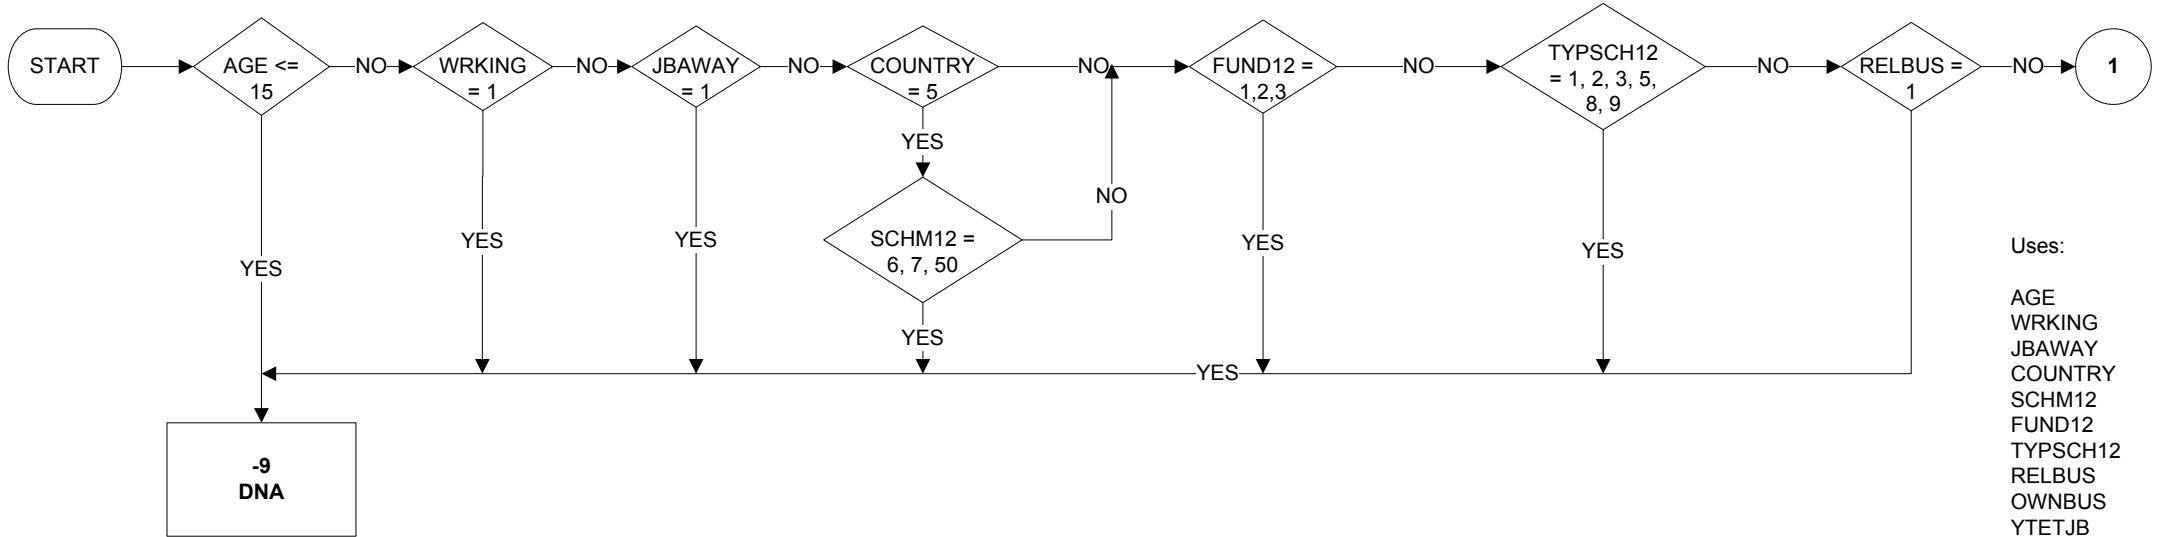 START
AGE <=
15
NO
WRKING
= 1
NO
JBAWAY
= 1
NO
COUNTRY
= 5
NO
FUND12 =
1,2,3
NO
TYPSCH12
= 1, 2, 3, 5,
8, 9
NO
RELBUS =
1
NO
1
YES
NO
SCHM12 =
6, 7, 50
YES
YES
YES
YES
YES
YES
YES
YES
-9
DNA
Uses:
AGE
WRKING
JBAWAY
COUNTRY
SCHM12
FUND12
TYPSCH12
RELBUS
OWNBUS
YTETJB